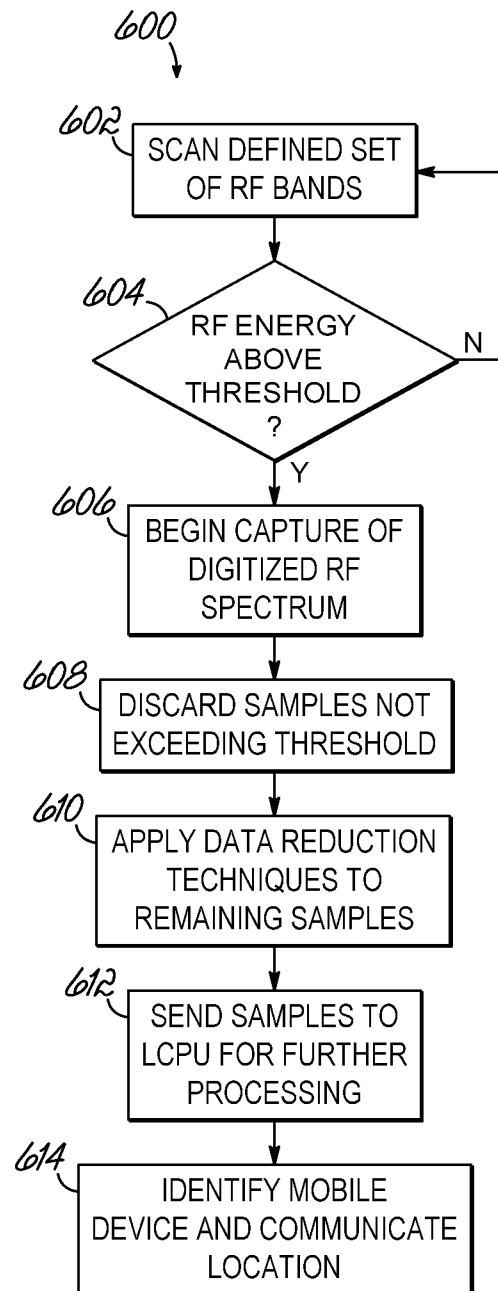 600
602
SCAN DEFINED SET
OF RF BANDS
604
RF ENERGY
ABOVE
THRESHOLD
?
N
Y
606
BEGIN CAPTURE OF
DIGITIZED RF
SPECTRUM
608
DISCARD SAMPLES NOT
EXCEEDING THRESHOLD
610
APPLY DATA REDUCTION
TECHNIQUES TO
REMAINING SAMPLES
612
SEND SAMPLES TO
LCPU FOR FURTHER
PROCESSING
614
IDENTIFY MOBILE
DEVICE AND COMMUNICATE
LOCATION